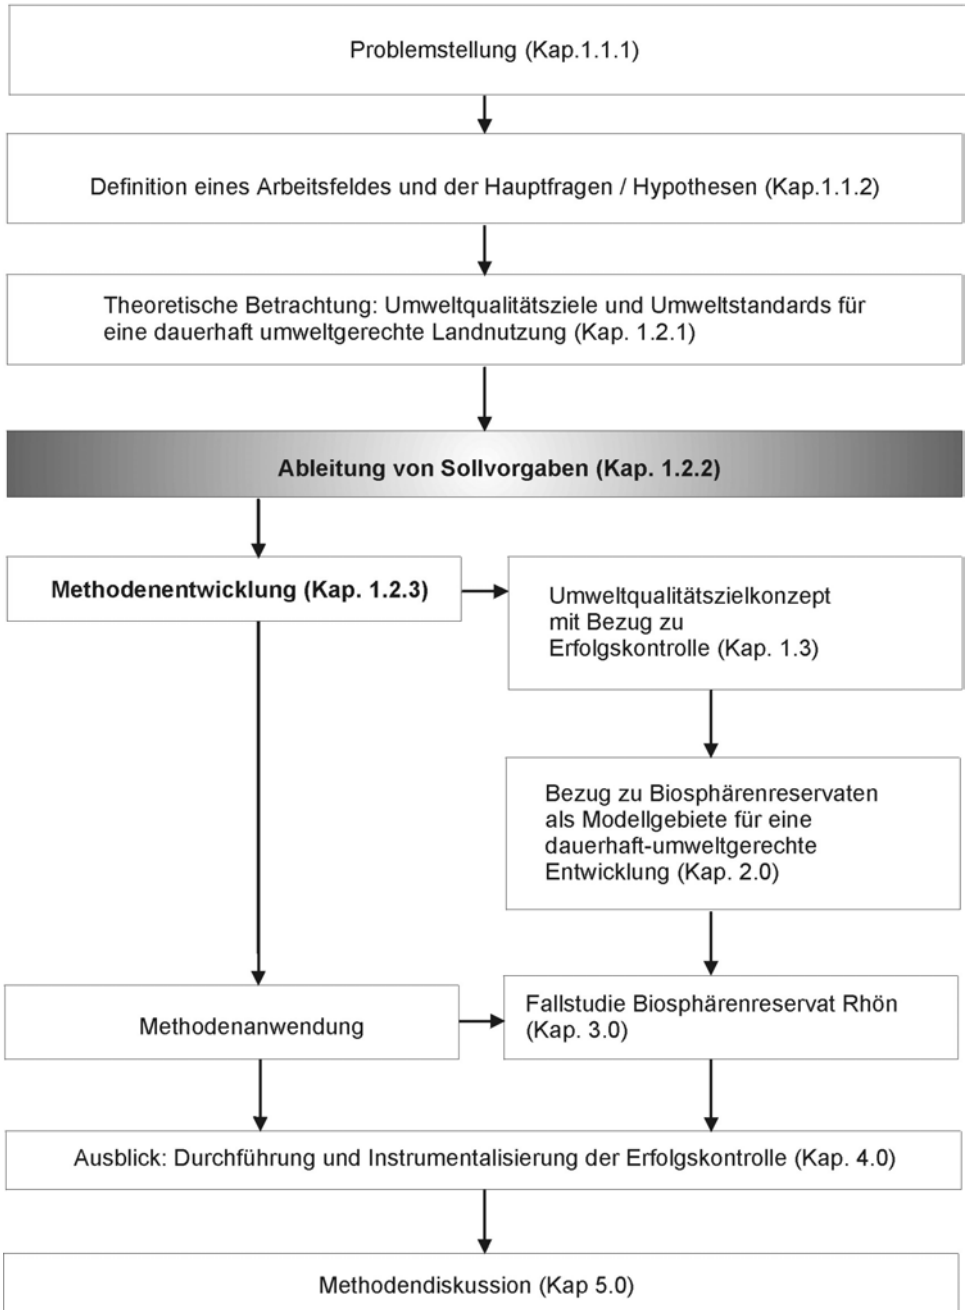 Problemstellung (Kap.1.1.1)
Definition eines Arbeitsfeldes und der Hauptfragen / Hypothesen (Kap.1.1.2)
Theoretische Betrachtung: Umweltqualitätsziele und Umweltstandards für
eine dauerhaft umweltgerechte Landnutzung (Kap. 1.2.1)
Ableitung von Sollvorgaben (Kap. 1.2.2)
Methodenentwicklung (Kap. 1.2.3)
Umweltqualitätszielkonzept
mit Bezug zu
Erfolgskontrolle (Kap. 1.3)
Bezug zu Biosphärenreservaten
als Modellgebiete für eine
dauerhaft-umweltgerechte
Entwicklung (Kap. 2.0)
Methodenanwendung
Fallstudie Biosphärenreservat Rhön
(Kap. 3.0)
Ausblick: Durchführung und Instrumentalisierung der Erfolgskontrolle (Kap. 4.0)
Methodendiskussion (Kap 5.0)